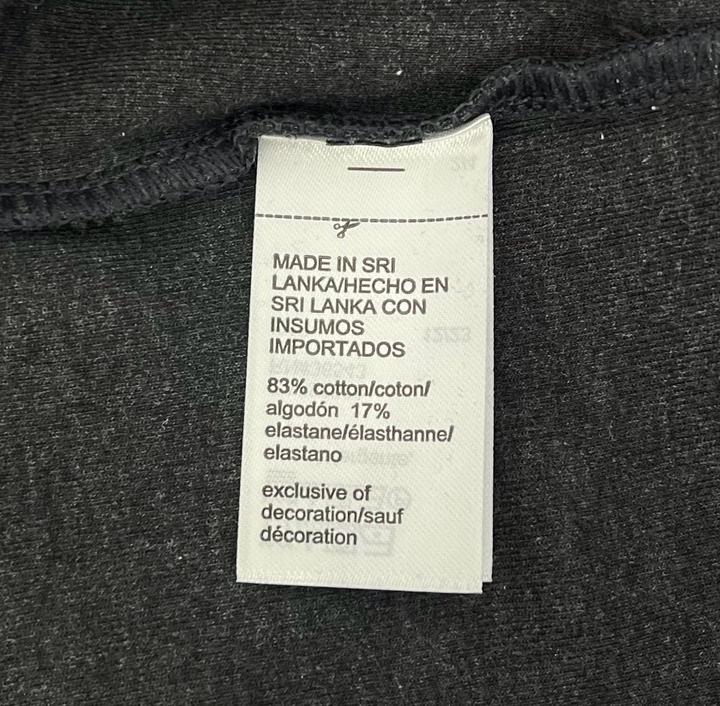 MADE IN SRI
LANKA/HECHO EN
SRI LANKA CON
INSUMOS
IMPORTADOS
83% cotton/coton/
algodón 17%
elastane/élasthanne/
elastano
exclusive of
decoration/sauf
décoration